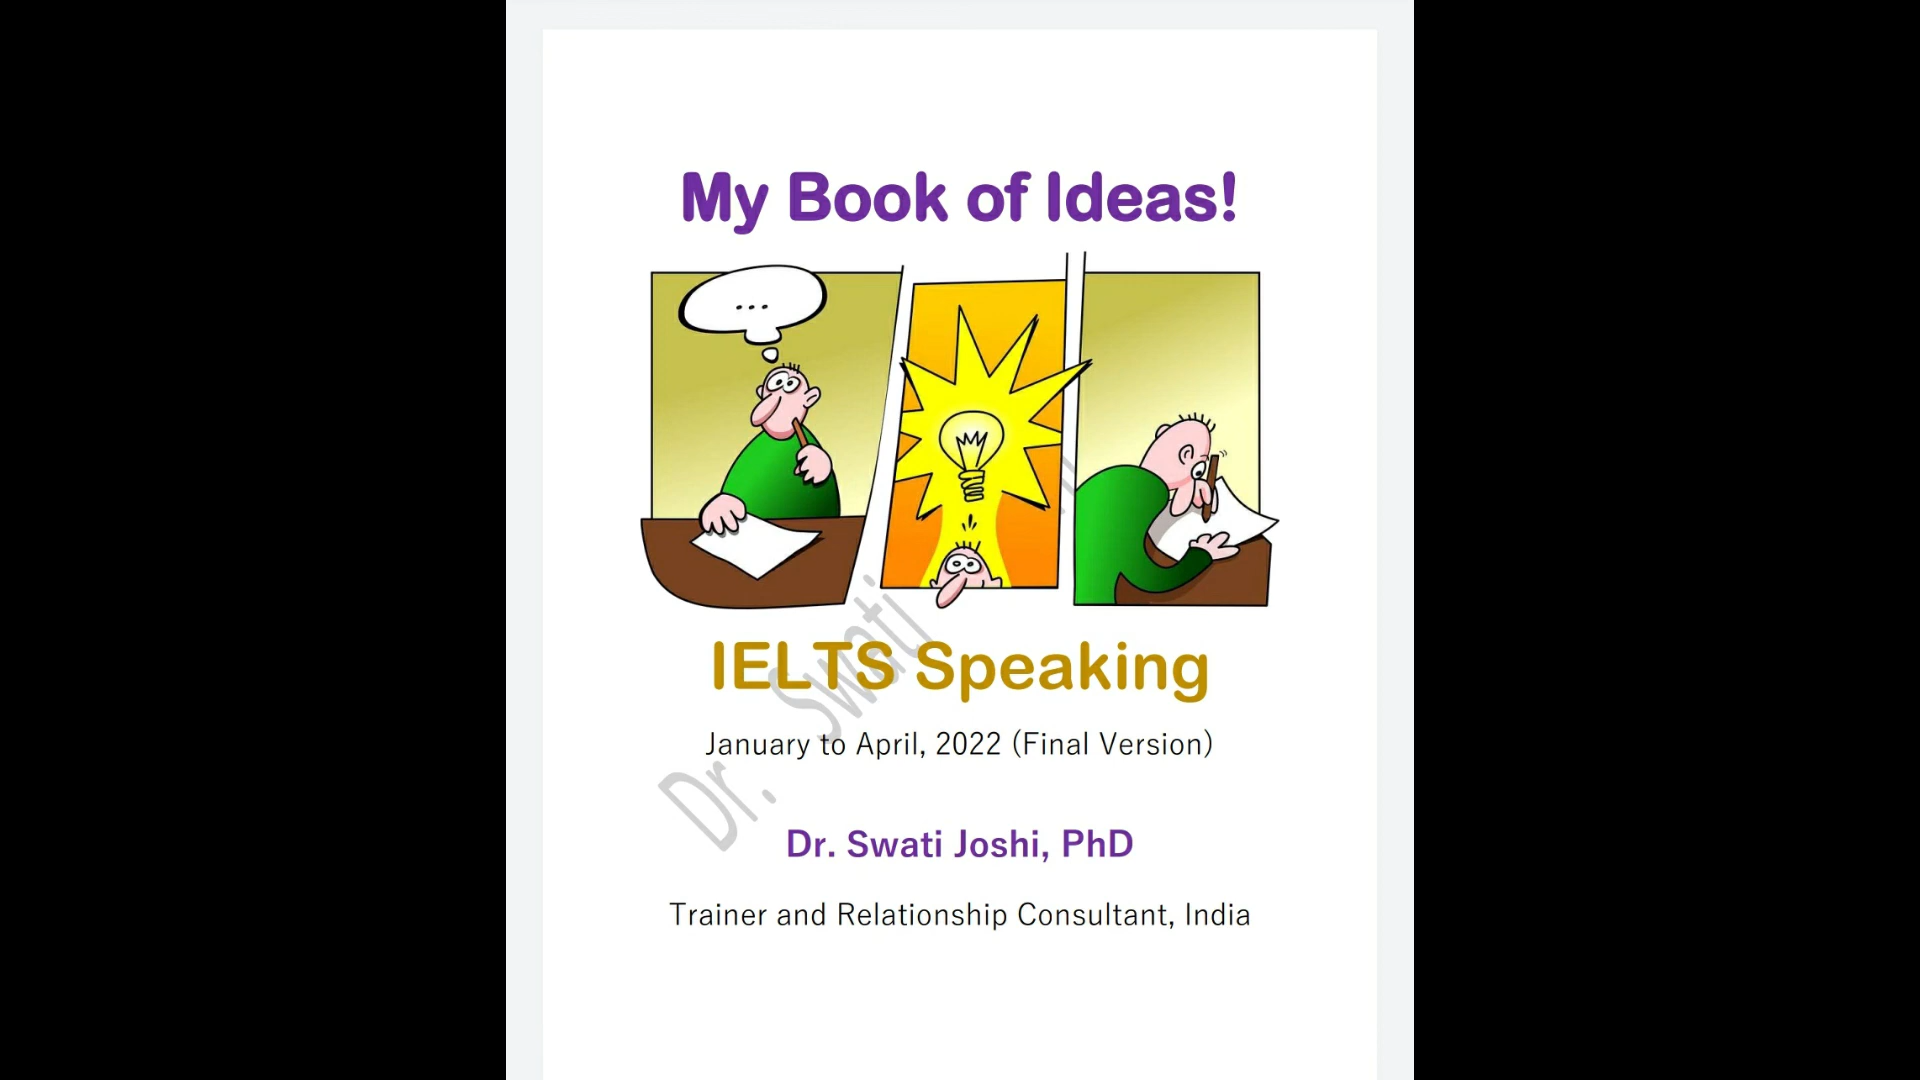 My Book of Ideas!
...
IELTS Speaking
January to April, 2022 (Final Version)
Dr. Swati Joshi, PhD
Trainer and Relationship Consultant, India
Dr. Swati